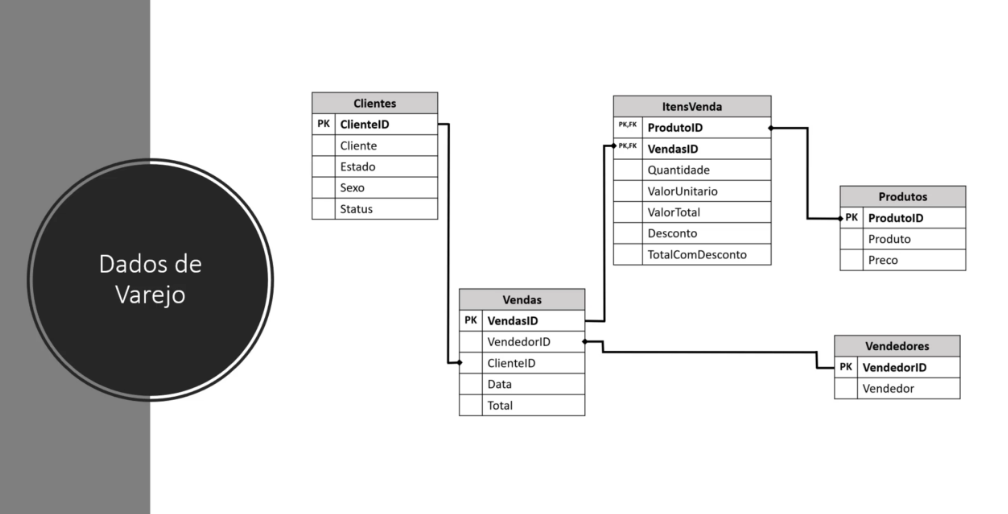 Dados de
Varejo
Clientes
PK ClienteID
Cliente
Estado
Sexo
Status
ItensVenda
PK,FK ProdutoID
PK,FK VendasID
Quantidade
ValorUnitario
ValorTotal
Desconto
TotalComDesconto
Produtos
PK ProdutoID
Produto
Preco
Vendas
PK VendasID
VendedorID
ClienteID
Data
Total
Vendedores
PK VendedorID
Vendedor